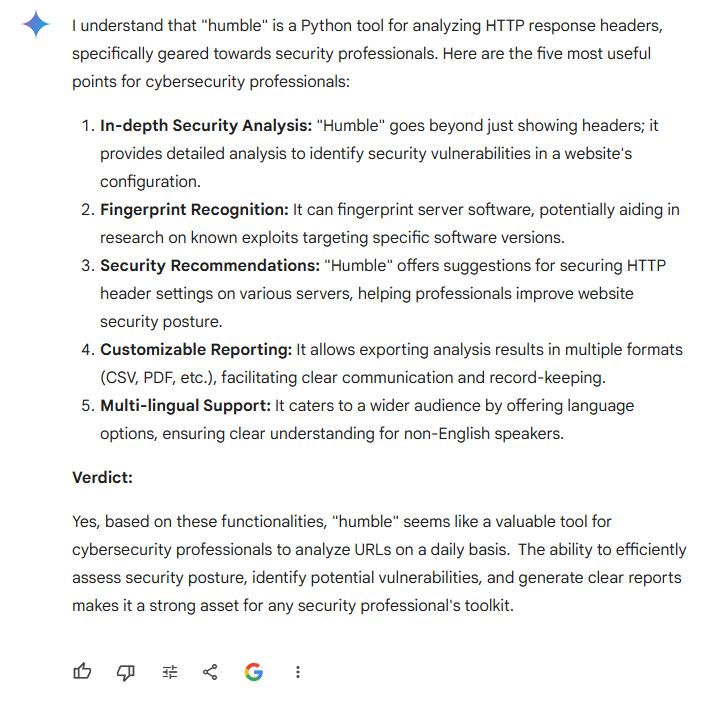 I understand that "humble" is a Python tool for analyzing HTTP response headers,
specifically geared towards security professionals. Here are the five most useful
points for cybersecurity professionals:
1. In-depth Security Analysis: "Humble" goes beyond just showing headers; it
provides detailed analysis to identify security vulnerabilities in a website's
configuration.
2. Fingerprint Recognition: It can fingerprint server software, potentially aiding in
research on known exploits targeting specific software versions.
3. Security Recommendations: "Humble" offers suggestions for securing HTTP
header settings on various servers, helping professionals improve website
security posture.
4. Customizable Reporting: It allows exporting analysis results in multiple formats
(CSV, PDF, etc.), facilitating clear communication and record-keeping.
5. Multi-lingual Support: It caters to a wider audience by offering language
options, ensuring clear understanding for non-English speakers.
Verdict:
Yes, based on these functionalities, "humble" seems like a valuable tool for
cybersecurity professionals to analyze URLs on a daily basis. The ability to efficiently
assess security posture, identify potential vulnerabilities, and generate clear reports
makes it a strong asset for any security professional's toolkit.